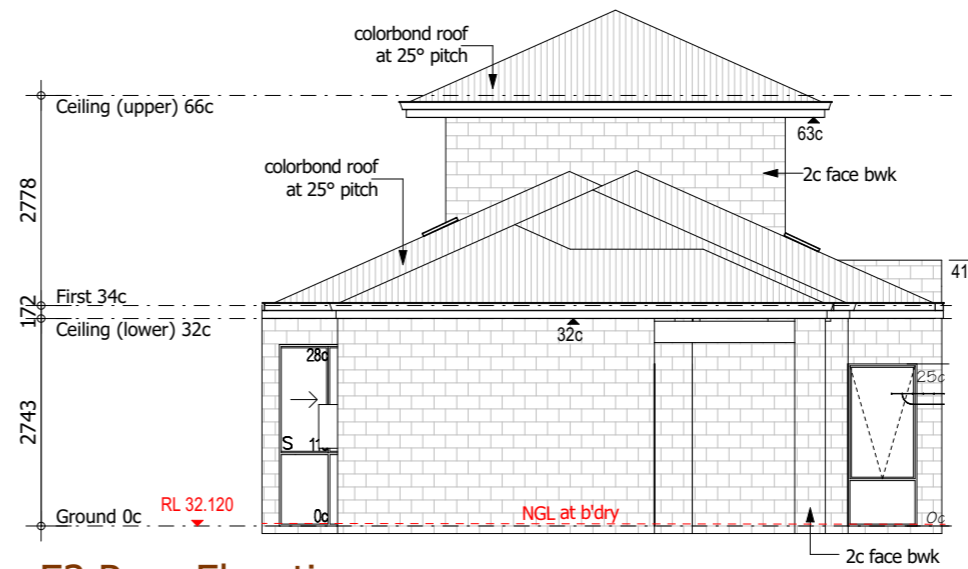 colorbond roof
at 25° pitch
Ceiling (upper) 66c
63c
2c face bwk
colorbond roof
at 25° pitch
2778
41
First 34c
172
Ceiling (lower) 32c
32c
28c
25c
2743
S
RL 32.120
Ground 0c
0c
NGL at b'dry
0c
2c face bwk